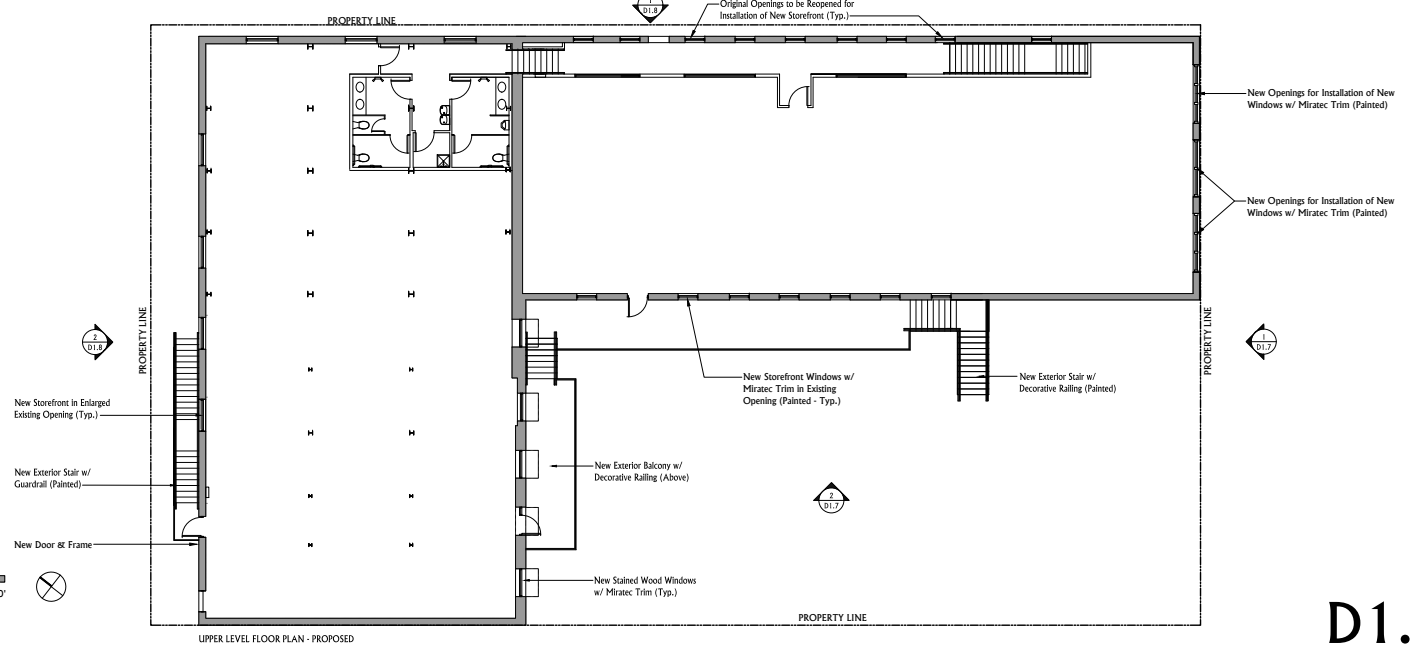 Original Openings to be Reopened for
Installation of New Storefront (Typ.)
1
D1.8
PROPERTY LINE
New Openings for Installation of New
Windows w/ Miratec Trim (Painted)
New Openings for Installation of New
Windows w/ Miratec Trim (Painted)
PROPERTY LINE
PROPERTY LINE
2
D1.8
1
D1.7
New Storefront Windows w/
Miratec Trim in Existing
Opening (Painted - Typ.)
New Exterior Stair w/
Decorative Railing (Painted)
New Storefront in Enlarged
Existing Opening (Typ.)
New Exterior Stair w/
Guardrail (Painted)
New Exterior Balcony w/
Decorative Railing (Above)
2
D1.7
New Door & Frame
New Stained Wood Windows
w/ Miratec Trim (Typ.)
0'
PROPERTY LINE
UPPER LEVEL FLOOR PLAN - PROPOSED
D1.